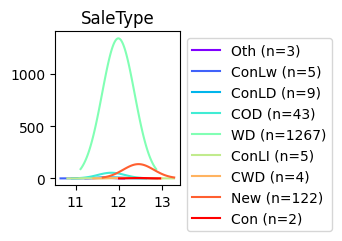 SaleType
1000
500
0
11
12
13
Oth (n=3)
ConLw (n=5)
ConLD (n=9)
COD (n=43)
WD (n=1267)
ConLI (n=5)
CWD (n=4)
New (n=122)
Con (n=2)